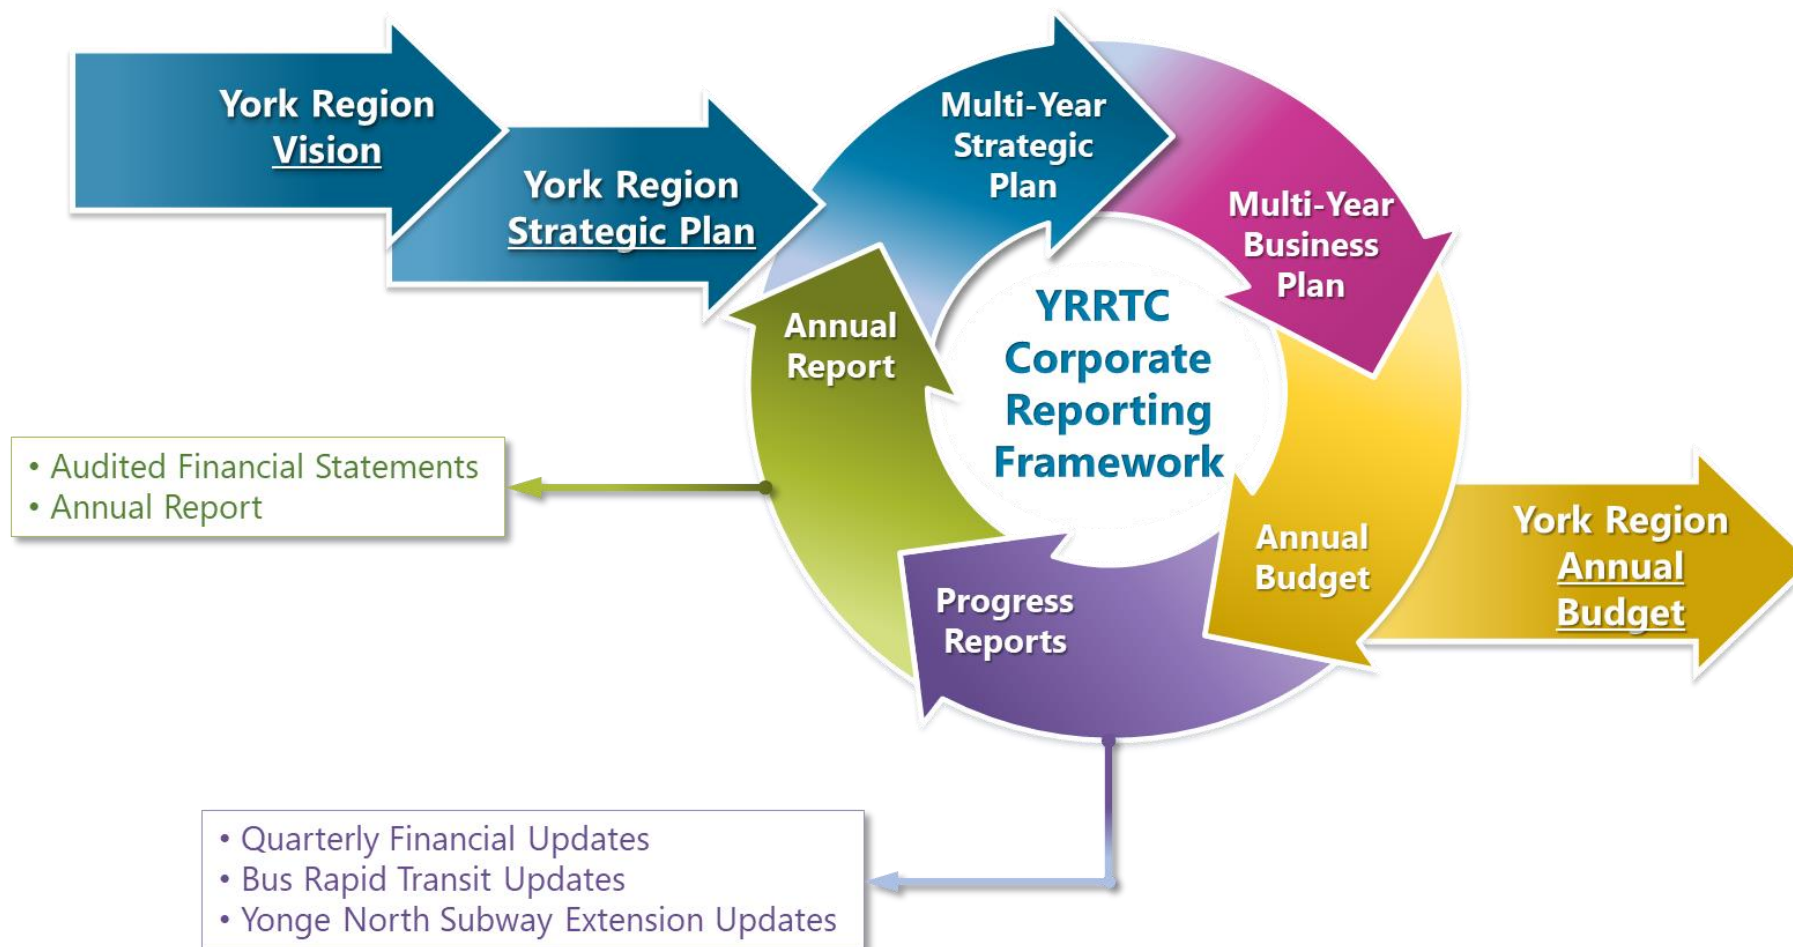 York Region
Vision
York Region
Strategic Plan
Multi-Year
Strategic
Plan
Multi-Year
Business
Plan
Annual
Report
YRRTC
Corporate
Reporting
Framework
• Audited Financial Statements
• Annual Report
Annual
Budget
York Region
Annual
Budget
Progress
Reports
• Quarterly Financial Updates
• Bus Rapid Transit Updates
• Yonge North Subway Extension Updates